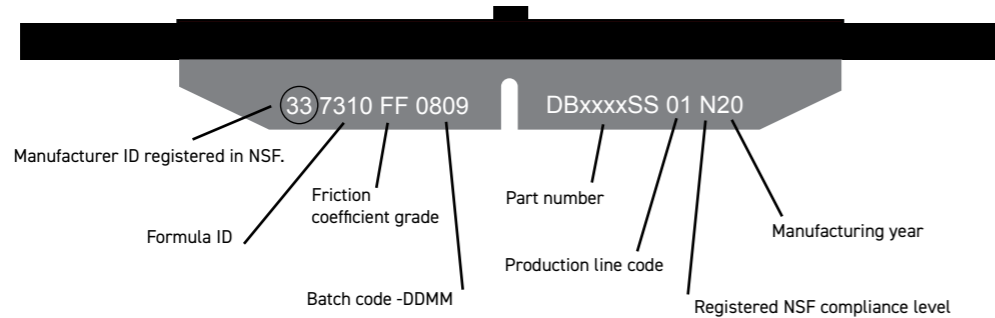 33 7310 FF 0809 DBxxxxSS 01 N20
Manufacturer ID registered in NSF.
Friction
coefficient grade
Part number
Formula ID
Manufacturing year
Production line code
Batch code -DDMM
Registered NSF compliance level